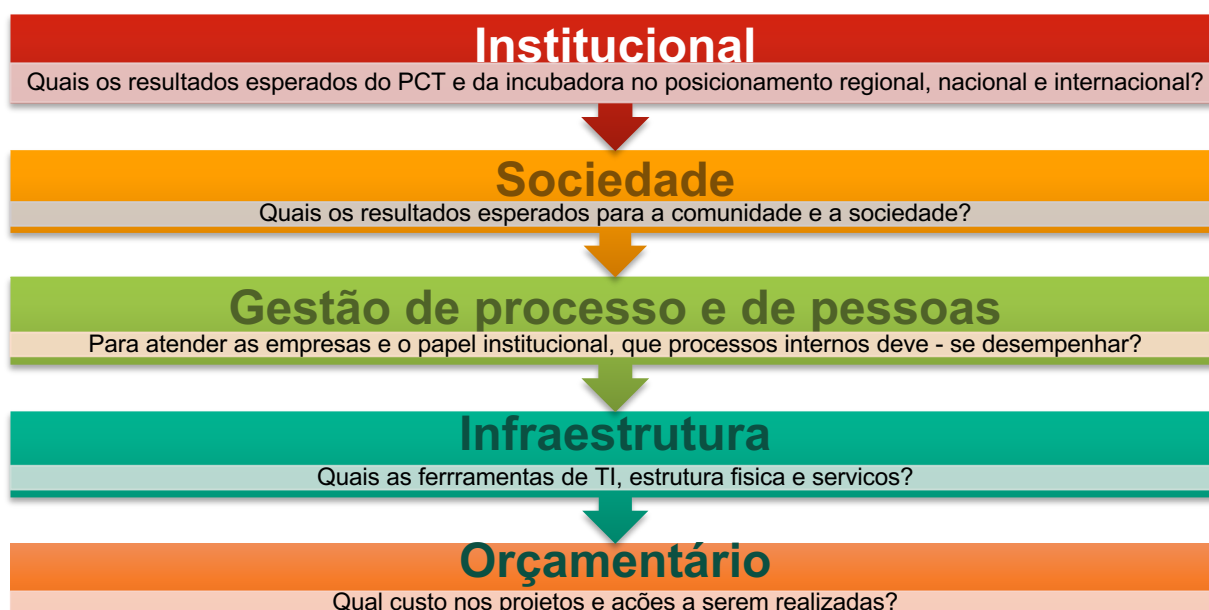 Institucional
Quais os resultados esperados do PCT e da incubadora no posicionamento regional, nacional e internacional?
Sociedade
Quais os resultados esperados para a comunidade e a sociedade?
Gestão de processo e de pessoas
Para atender as empresas e o papel institucional, que processos internos deve - se desempenhar?
Infraestrutura
Quais as ferrramentas de TI, estrutura fisica e servicos?
Orçamentário
Qual custo nos projetos e ações a serem realizadas?